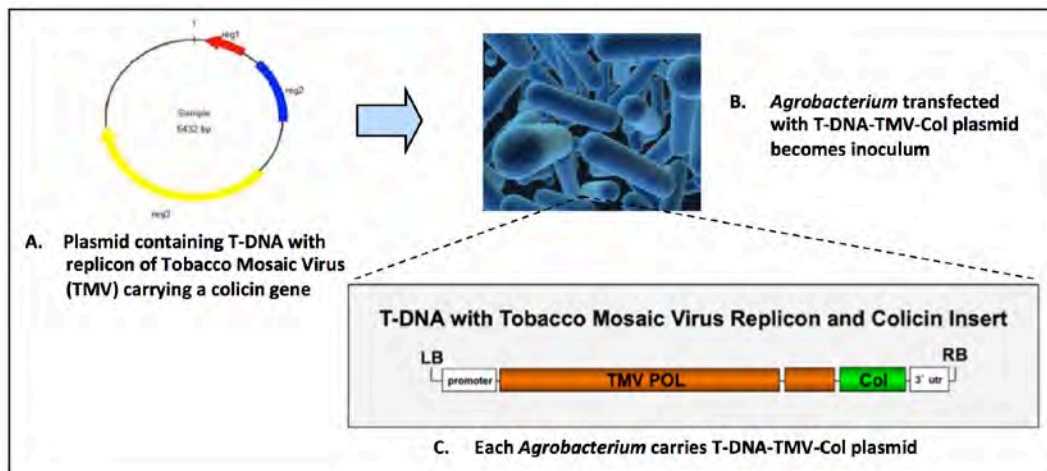 1
reg1
reg2
Sample
5432 bp
reg3
A. Plasmid containing T-DNA with
replicon of Tobacco Mosaic Virus
(TMV) carrying a colicin gene
B. Agrobacterium transfected
with T-DNA-TMV-Col plasmid
becomes inoculum
T-DNA with Tobacco Mosaic Virus Replicon and Colicin Insert
LB
RB
promoter
TMV POL
Col
3' utr
C. Each Agrobacterium carries T-DNA-TMV-Col plasmid